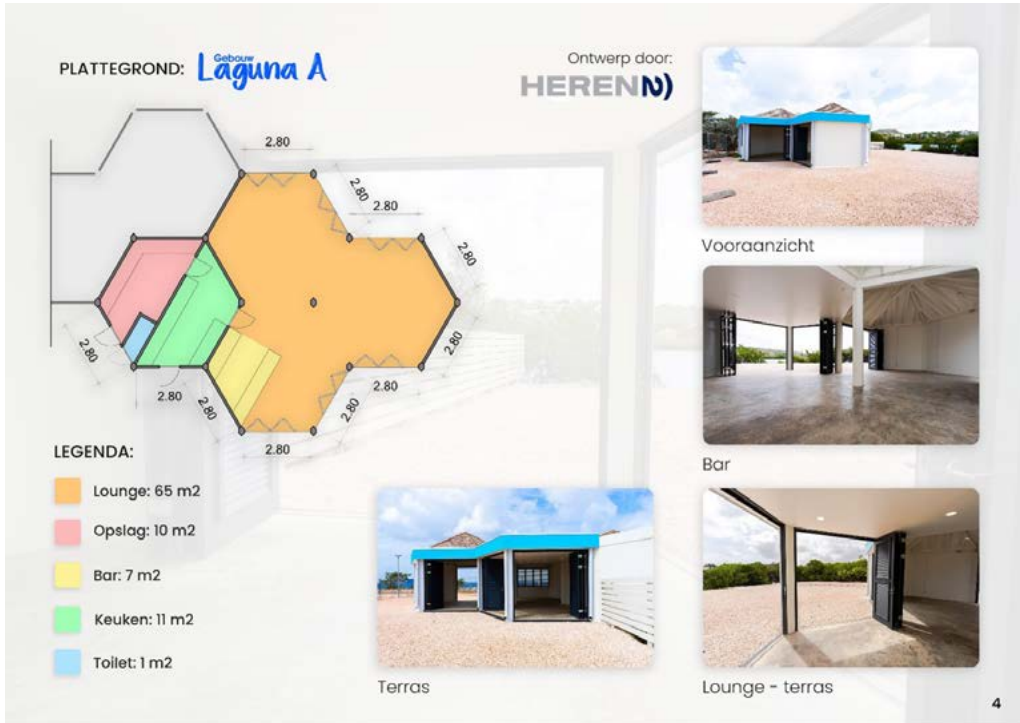 PLATTEGROND:
Gebouw
Laguna A
Ontwerp door:
HERENN2)
2.80
2.80
2.80
2.80
2.80
2.80
2.80
2.80
2.80
2.80
2.80
LEGENDA:
Lounge: 65 m2
Opslag: 10 m2
Bar: 7 m2
Keuken: 11 m2
Toilet: 1 m2
Vooraanzicht
Bar
Terras
Lounge - terras
4